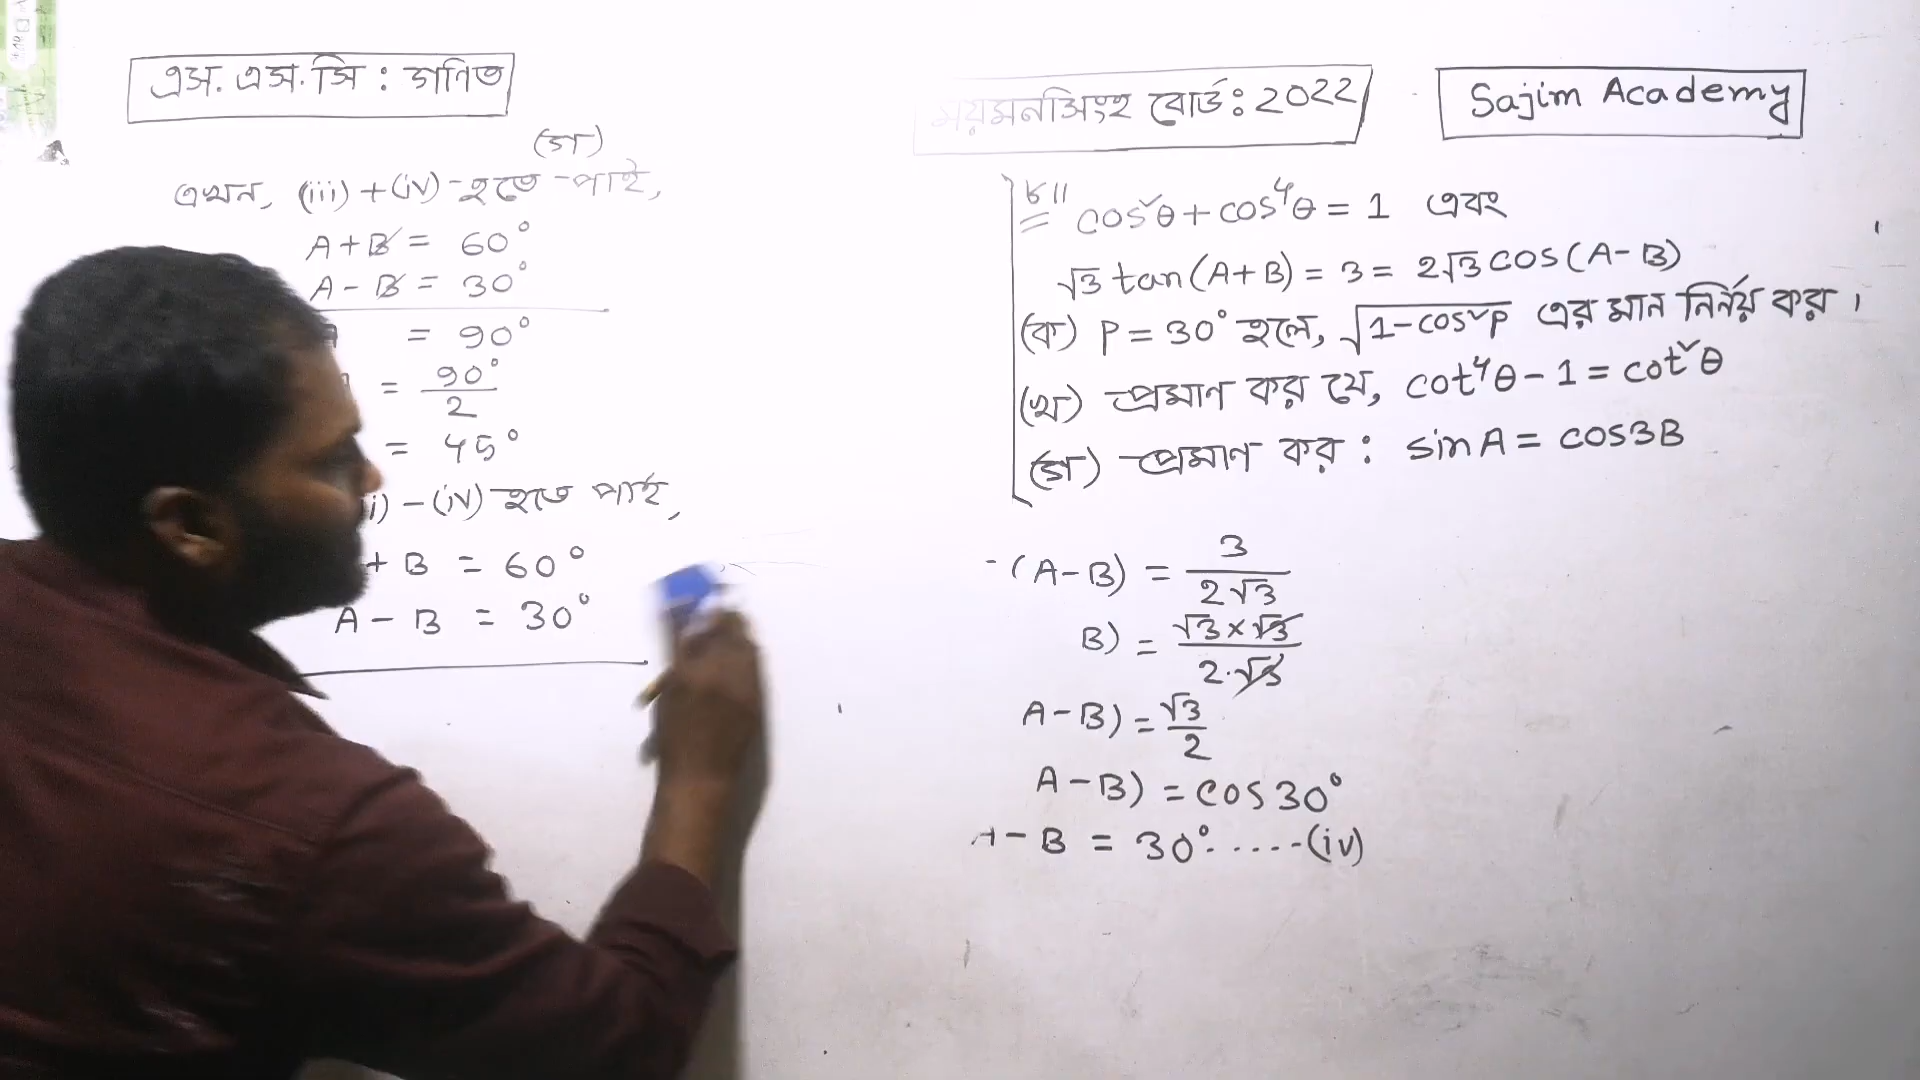 এস. এস. সি : গণিত
ময়মনসিংহ বোর্ড : 2022
Sajim Academy
(গ)
এখন, (iii) + (iv) হতে পাই,
A + B = 60°
A - B = 30°
= 90°
= 90°/2
= 45°
i) - (iv) হতে পাই,
+ B = 60°
A - B = 30°
৮॥ cos²θ + cos⁴θ = 1 এবং
√3 tan(A+B) = 3 = 2√3 cos(A-B)
(ক) P = 30° হলে, √(1-cos²P) এর মান নির্ণয় কর।
(খ) প্রমাণ কর যে, cot⁴θ - 1 = cot²θ
(গ) প্রমাণ কর : sinA = cos3B
(A-B) = 3/(2√3)
B) = (√3×√3)/(2.√3)
A-B) = √3/2
A-B) = cos30°
A-B = 30°.....(iv)